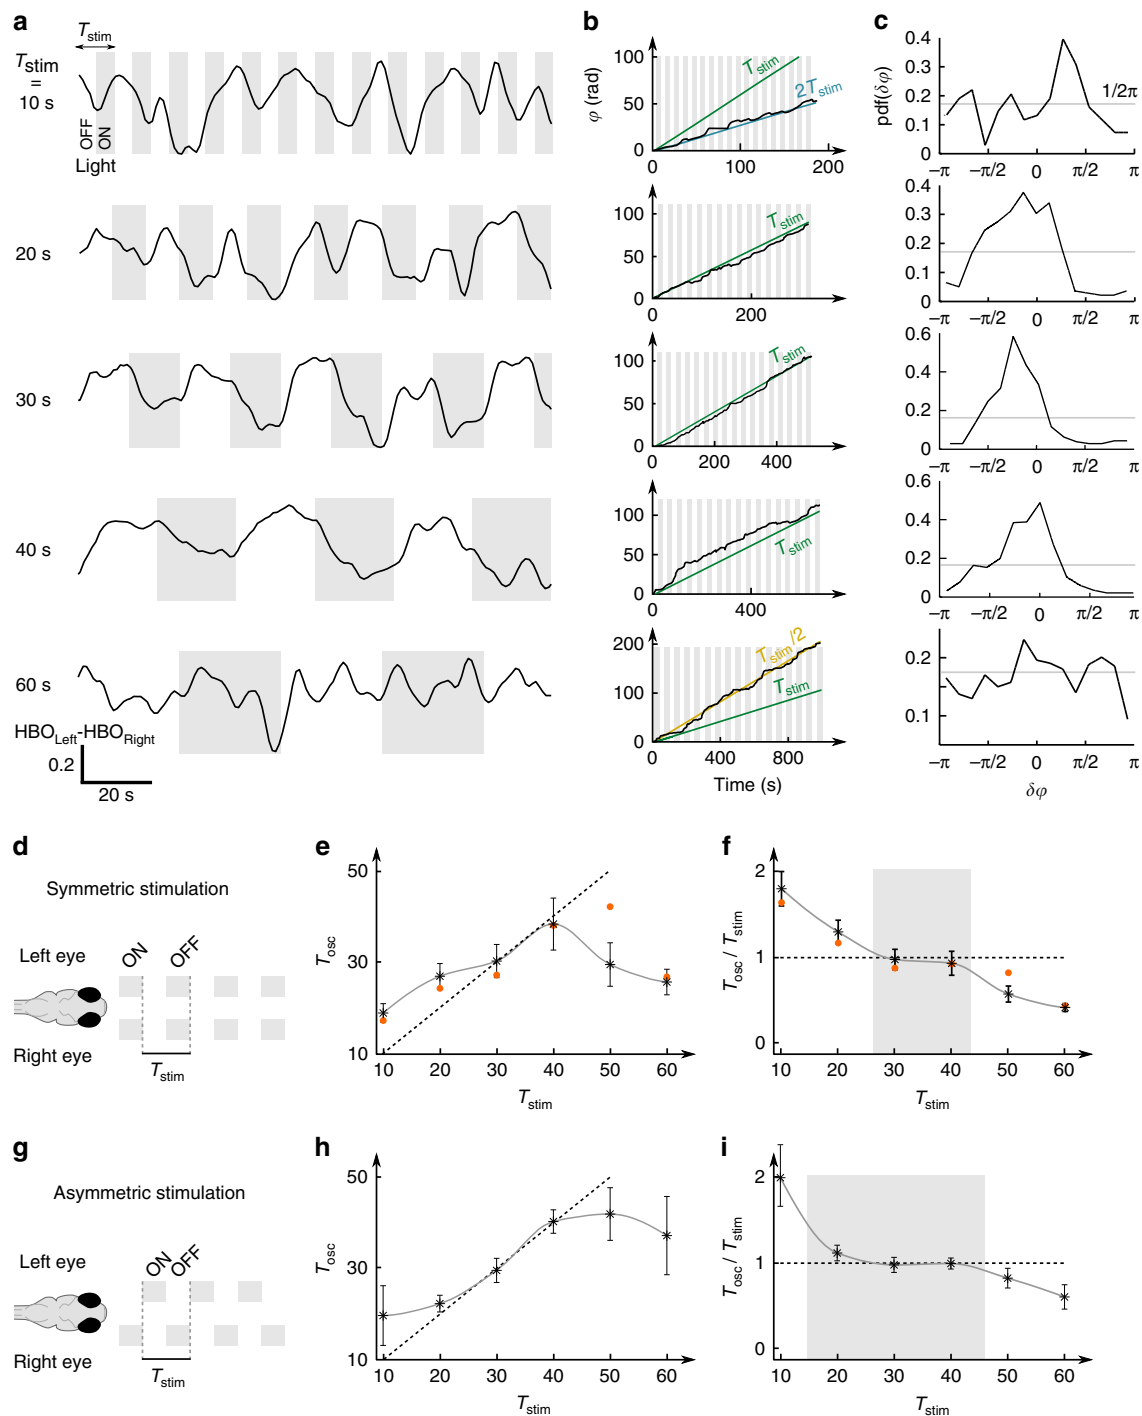 a
T_stim
T_stim
=
10 s
OFF
ON
Light
20 s
30 s
40 s
60 s
HBO_Left-HBO_Right
0.2
20 s
b
φ (rad)
100
50
0
T_stim
2T_stim
0 100 200
100
50
0
T_stim
0 200
100
50
0
T_stim
0 200 400
100
50
0
T_stim
0 400
200
100
0
T_stim/2
T_stim
0 400 800
Time (s)
c
pdf(δφ)
0.4
0.3
0.2
0.1
0
1/2π
−π −π/2 0 π/2 π
0.4
0.3
0.2
0.1
0
−π −π/2 0 π/2 π
0.6
0.4
0.2
0
−π −π/2 0 π/2 π
0.6
0.4
0.2
0
−π −π/2 0 π/2 π
0.2
0.1
−π −π/2 0 π/2 π
δφ
d
Symmetric stimulation
ON OFF
Left eye
Right eye
T_stim
e
T_osc
50
30
10
10 20 30 40 50 60
T_stim
f
T_osc / T_stim
2
1
0
10 20 30 40 50 60
T_stim
g
Asymmetric stimulation
ON OFF
Left eye
Right eye
T_stim
h
T_osc
50
30
10
10 20 30 40 50 60
T_stim
i
T_osc / T_stim
2
1
0
10 20 30 40 50 60
T_stim